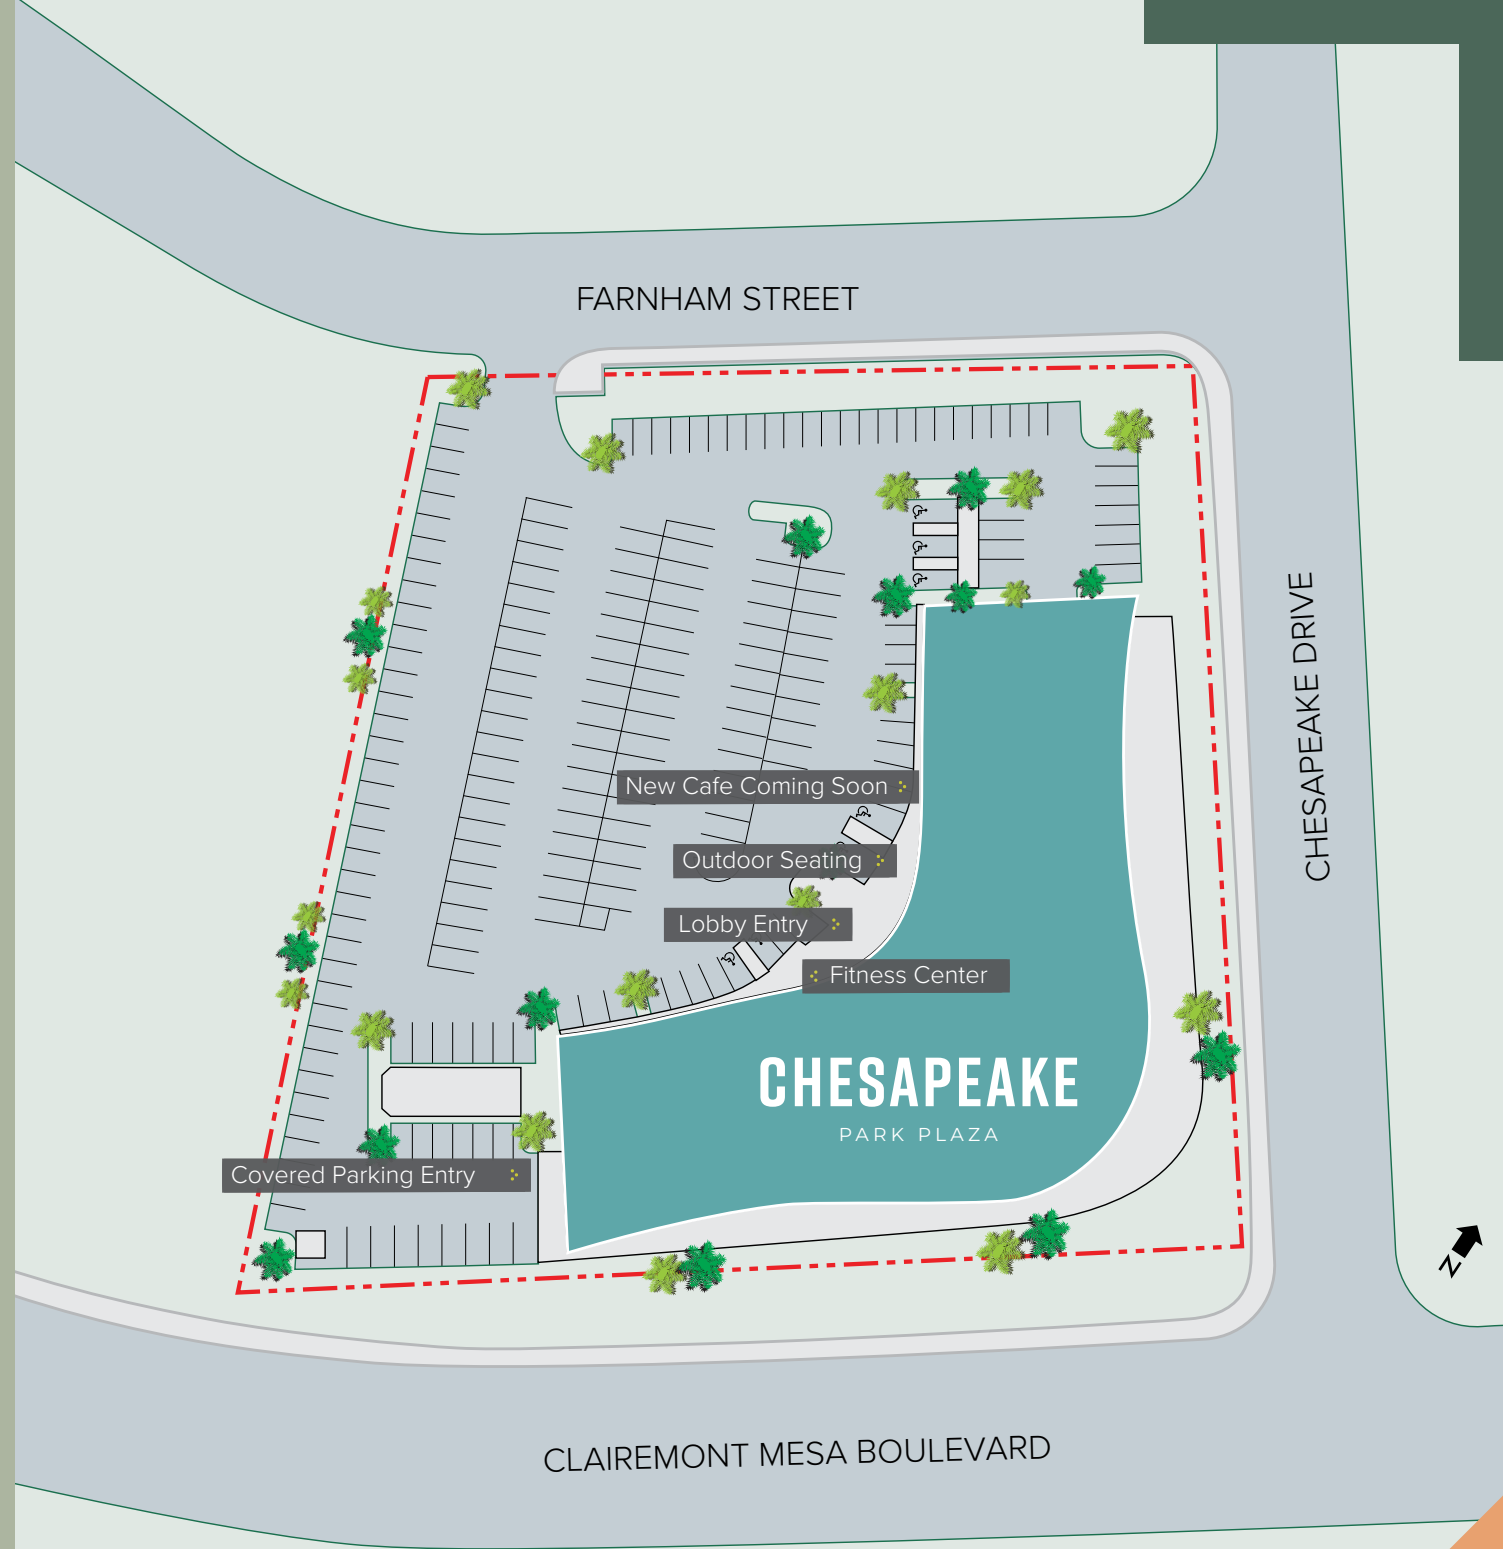 FARNHAM STREET
CHESAPEAKE DRIVE
New Cafe Coming Soon
Outdoor Seating
Lobby Entry
Fitness Center
CHESAPEAKE
PARK PLAZA
Covered Parking Entry
N
CLAIREMONT MESA BOULEVARD